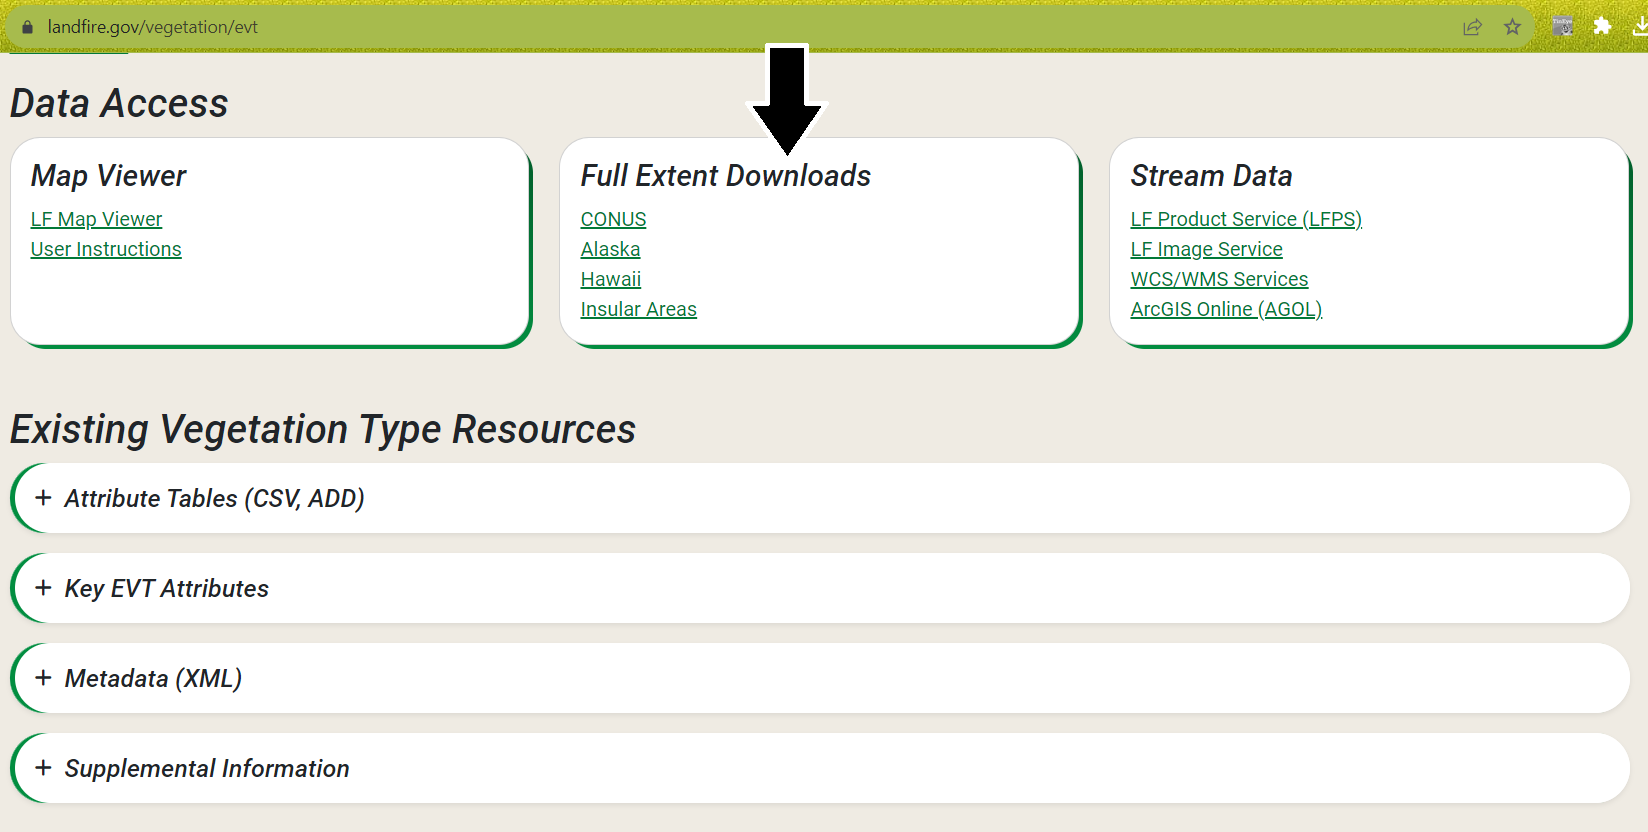 landfire.gov/vegetation/evt
TinEye
Data Access
Map Viewer
LF Map Viewer
User Instructions
Full Extent Downloads
CONUS
Alaska
Hawaii
Insular Areas
Stream Data
LF Product Service (LFPS)
LF Image Service
WCS/WMS Services
ArcGIS Online (AGOL)
Existing Vegetation Type Resources
+ Attribute Tables (CSV, ADD)
+ Key EVT Attributes
+ Metadata (XML)
+ Supplemental Information